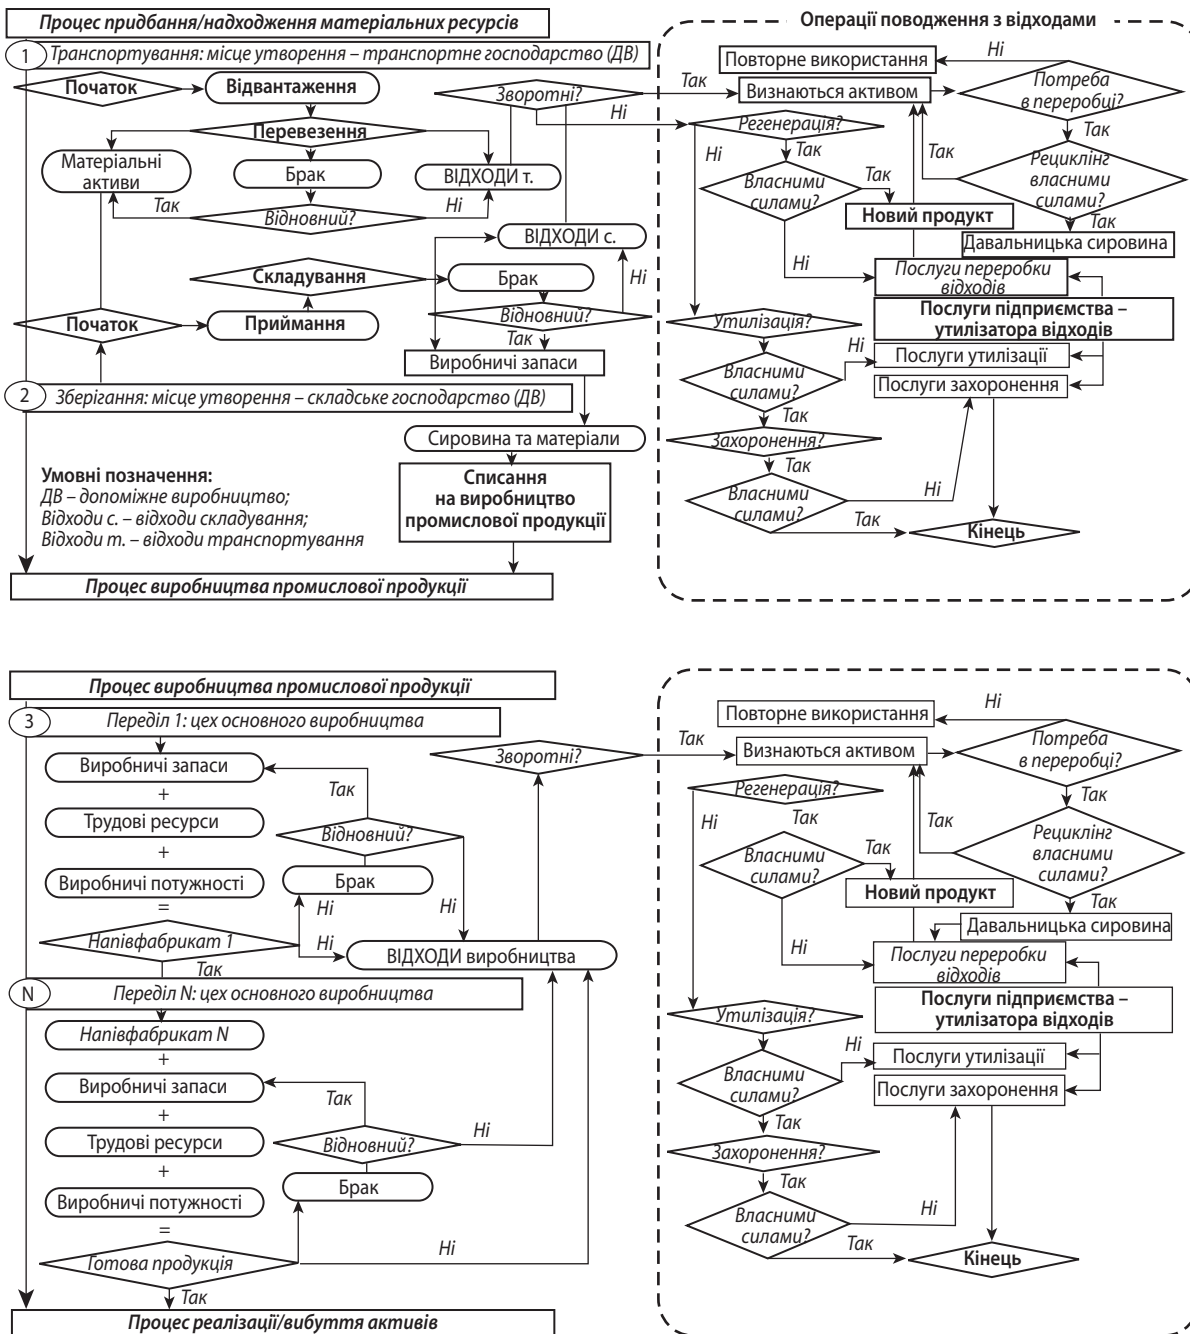 Процес придбання/надходження матеріальних ресурсів
1
Транспортування: місце утворення – транспортне господарство (ДВ)
Початок
Відвантаження
Перевезення
Матеріальні
активи
Брак
ВІДХОДИ т.
Так
Відновний?
Ні
Зворотні?
Так
Ні
ВІДХОДИ с.
Складування
Брак
Ні
Початок
Приймання
Відновний?
Так
Виробничі запаси
2
Зберігання: місце утворення – складське господарство (ДВ)
Сировина та матеріали
Списання
на виробництво
промислової продукції
Умовні позначення:
ДВ – допоміжне виробництво;
Відходи с. – відходи складування;
Відходи т. – відходи транспортування
Процес виробництва промислової продукції
Операції поводження з відходами
Ні
Повторне використання
Визнаються активом
Потреба
в переробці?
Регенерація?
Так
Ні
Так
Так
Власними
силами?
Так
Рециклінг
власними
силами?
Новий продукт
Так
Давальницька сировина
Ні
Послуги переробки
відходів
Послуги підприємства –
утилізатора відходів
Утилізація?
Ні
Послуги утилізації
Власними
силами?
Послуги захоронення
Так
Захоронення?
Так
Власними
силами?
Ні
Так
Кінець
Процес виробництва промислової продукції
3
Переділ 1: цех основного виробництва
Виробничі запаси
+
Трудові ресурси
+
Виробничі потужності
=
Напівфабрикат 1
Так
Так
Відновний?
Брак
Ні
Ні
Ні
Зворотні?
ВІДХОДИ виробництва
N
Переділ N: цех основного виробництва
Напівфабрикат N
+
Виробничі запаси
+
Трудові ресурси
+
Виробничі потужності
=
Готова продукція
Так
Так
Відновний?
Ні
Брак
Ні
Процес реалізації/вибуття активів
Ні
Повторне використання
Так
Визнаються активом
Потреба
в переробці?
Регенерація?
Так
Ні
Так
Так
Власними
силами?
Так
Рециклінг
власними
силами?
Новий продукт
Так
Давальницька сировина
Ні
Послуги переробки
відходів
Послуги підприємства –
утилізатора відходів
Утилізація?
Ні
Послуги утилізації
Власними
силами?
Послуги захоронення
Так
Захоронення?
Так
Власними
силами?
Ні
Так
Кінець